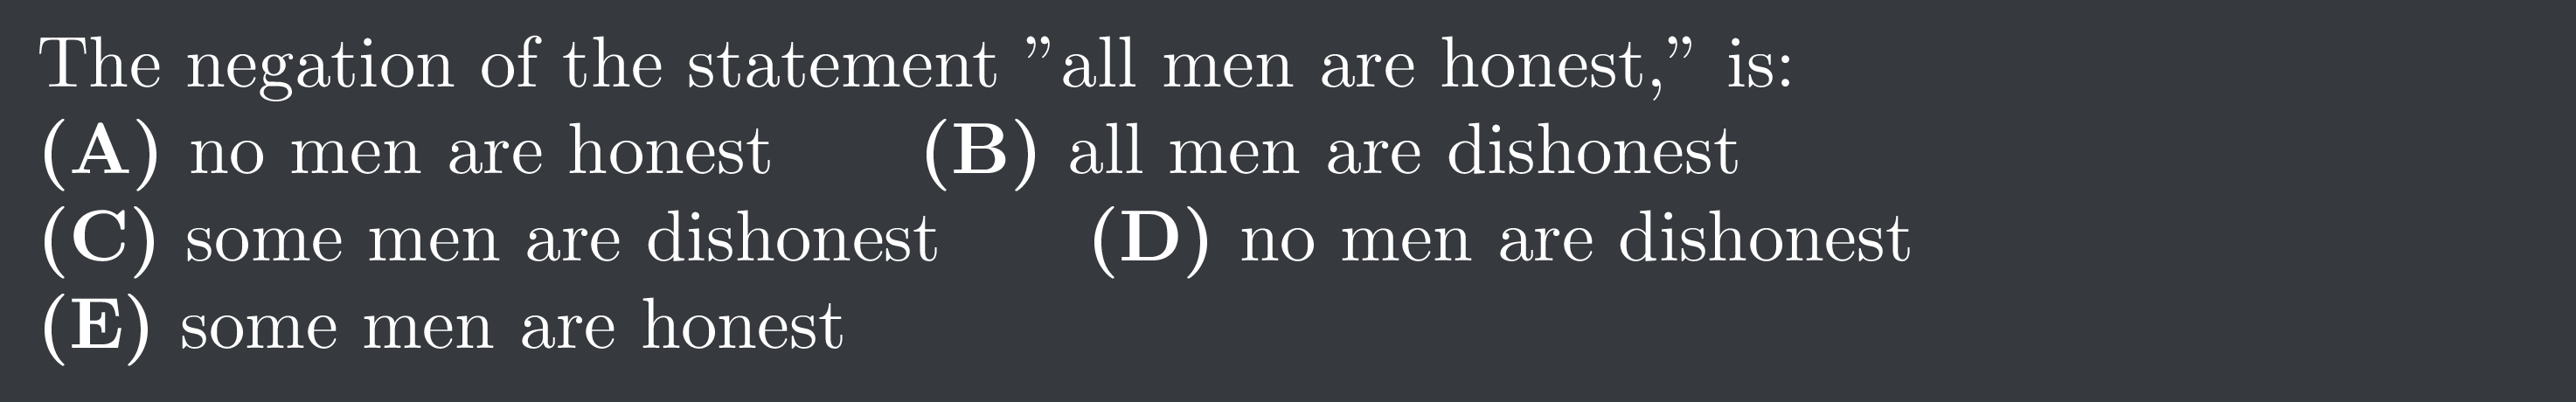 The negation of the statement ”all men are honest,” is:
(A) no men are honest (B) all men are dishonest
(C) some men are dishonest (D) no men are dishonest
(E) some men are honest